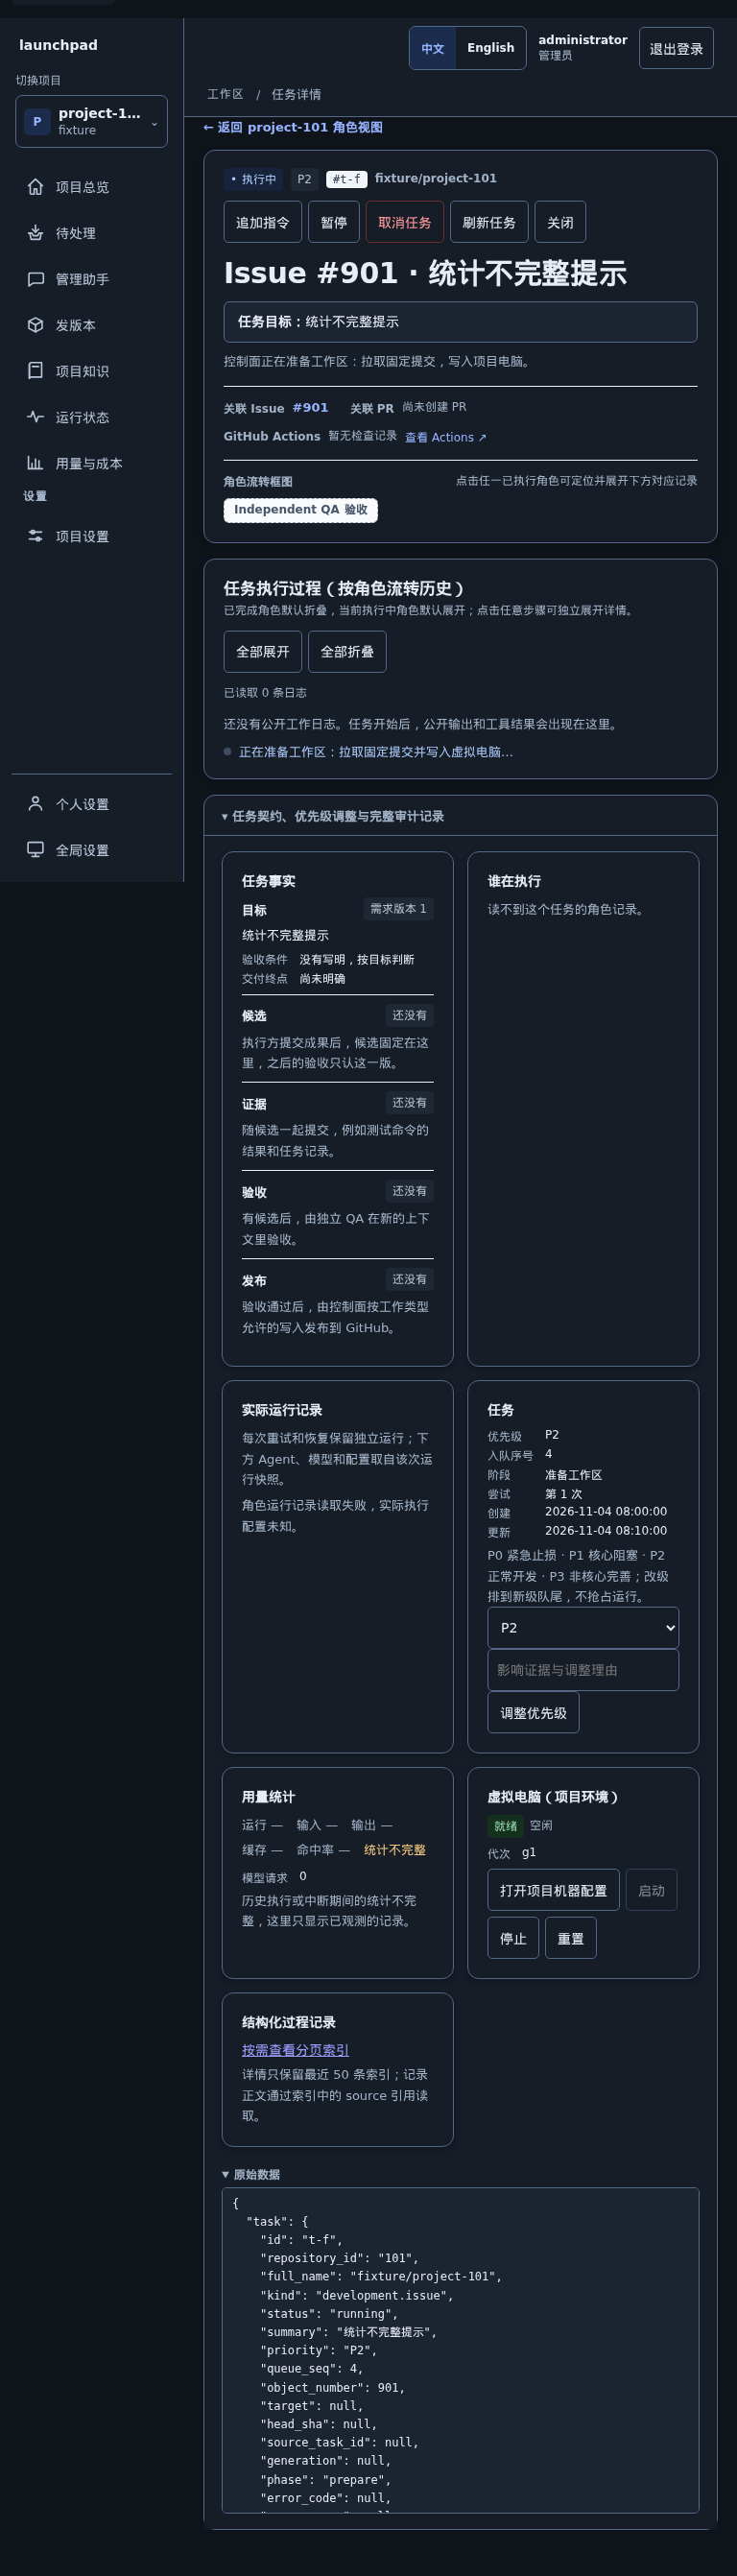 launchpad
切换项目
P
project-1...
fixture
项目总览
待处理
管理助手
发版本
项目知识
运行状态
用量与成本
设置
项目设置
个人设置
全局设置
中文
English
administrator
管理员
退出登录
工作区 / 任务详情
← 返回 project-101 角色视图
• 执行中 P2 #t-f fixture/project-101
追加指令 暂停 取消任务 刷新任务 关闭
Issue #901 · 统计不完整提示
任务目标：统计不完整提示
控制面正在准备工作区：拉取固定提交，写入项目电脑。
关联 Issue #901 关联 PR 尚未创建 PR
GitHub Actions 暂无检查记录 查看 Actions ↗
角色流转框图 点击任一已执行角色可定位并展开下方对应记录
Independent QA 验收
任务执行过程（按角色流转历史）
已完成角色默认折叠，当前执行中角色默认展开；点击任意步骤可独立展开详情。
全部展开 全部折叠
已读取 0 条日志
还没有公开工作日志。任务开始后，公开输出和工具结果会出现在这里。
正在准备工作区：拉取固定提交并写入虚拟电脑…
▾ 任务契约、优先级调整与完整审计记录
任务事实
目标 需求版本 1
统计不完整提示
验收条件 没有写明，按目标判断
交付终点 尚未明确
候选 还没有
执行方提交成果后，候选固定在这
里，之后的验收只认这一版。
证据 还没有
随候选一起提交，例如测试命令的
结果和任务记录。
验收 还没有
有候选后，由独立 QA 在新的上下
文里验收。
发布 还没有
验收通过后，由控制面按工作类型
允许的写入发布到 GitHub。
谁在执行
读不到这个任务的角色记录。
实际运行记录
每次重试和恢复保留独立运行；下
方 Agent、模型和配置取自该次运
行快照。
角色运行记录读取失败，实际执行
配置未知。
任务
优先级 P2
入队序号 4
阶段 准备工作区
尝试 第 1 次
创建 2026-11-04 08:00:00
更新 2026-11-04 08:10:00
P0 紧急止损 · P1 核心阻塞 · P2
正常开发 · P3 非核心完善；改级
排到新级队尾，不抢占运行。
P2
影响证据与调整理由
调整优先级
用量统计
运行 — 输入 — 输出 —
缓存 — 命中率 — 统计不完整
模型请求 0
历史执行或中断期间的统计不完
整，这里只显示已观测的记录。
虚拟电脑（项目环境）
就绪 空闲
代次 g1
打开项目机器配置 启动
停止 重置
结构化过程记录
按需查看分页索引
详情只保留最近 50 条索引；记录
正文通过索引中的 source 引用读
取。
▼ 原始数据
{
"task": {
"id": "t-f",
"repository_id": "101",
"full_name": "fixture/project-101",
"kind": "development.issue",
"status": "running",
"summary": "统计不完整提示",
"priority": "P2",
"queue_seq": 4,
"object_number": 901,
"target": null,
"head_sha": null,
"source_task_id": null,
"generation": null,
"phase": "prepare",
"error_code": null,